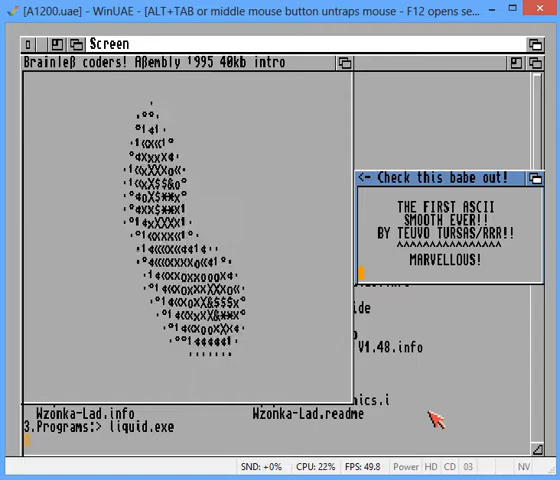 [A1200.uae] - WinUAE - [ALT+TAB or middle mouse button untraps mouse - F12 opens se...
Screen
Brainleß coders! Aßembly 1995 40kb intro
<- Check this babe out!
THE FIRST ASCII
SMOOTH EVER!!
BY TEUVO TURSAS/RRR!!
^^^^^^^^^^^^^^^^
MARVELLOUS!
ide
V1.48.info
ics.i
Wzonka-Lad.info Wzonka-Lad.readme
3.Programs:> liquid.exe
SND: +0% CPU: 22% FPS: 49.8 Power HD CD 03 NV